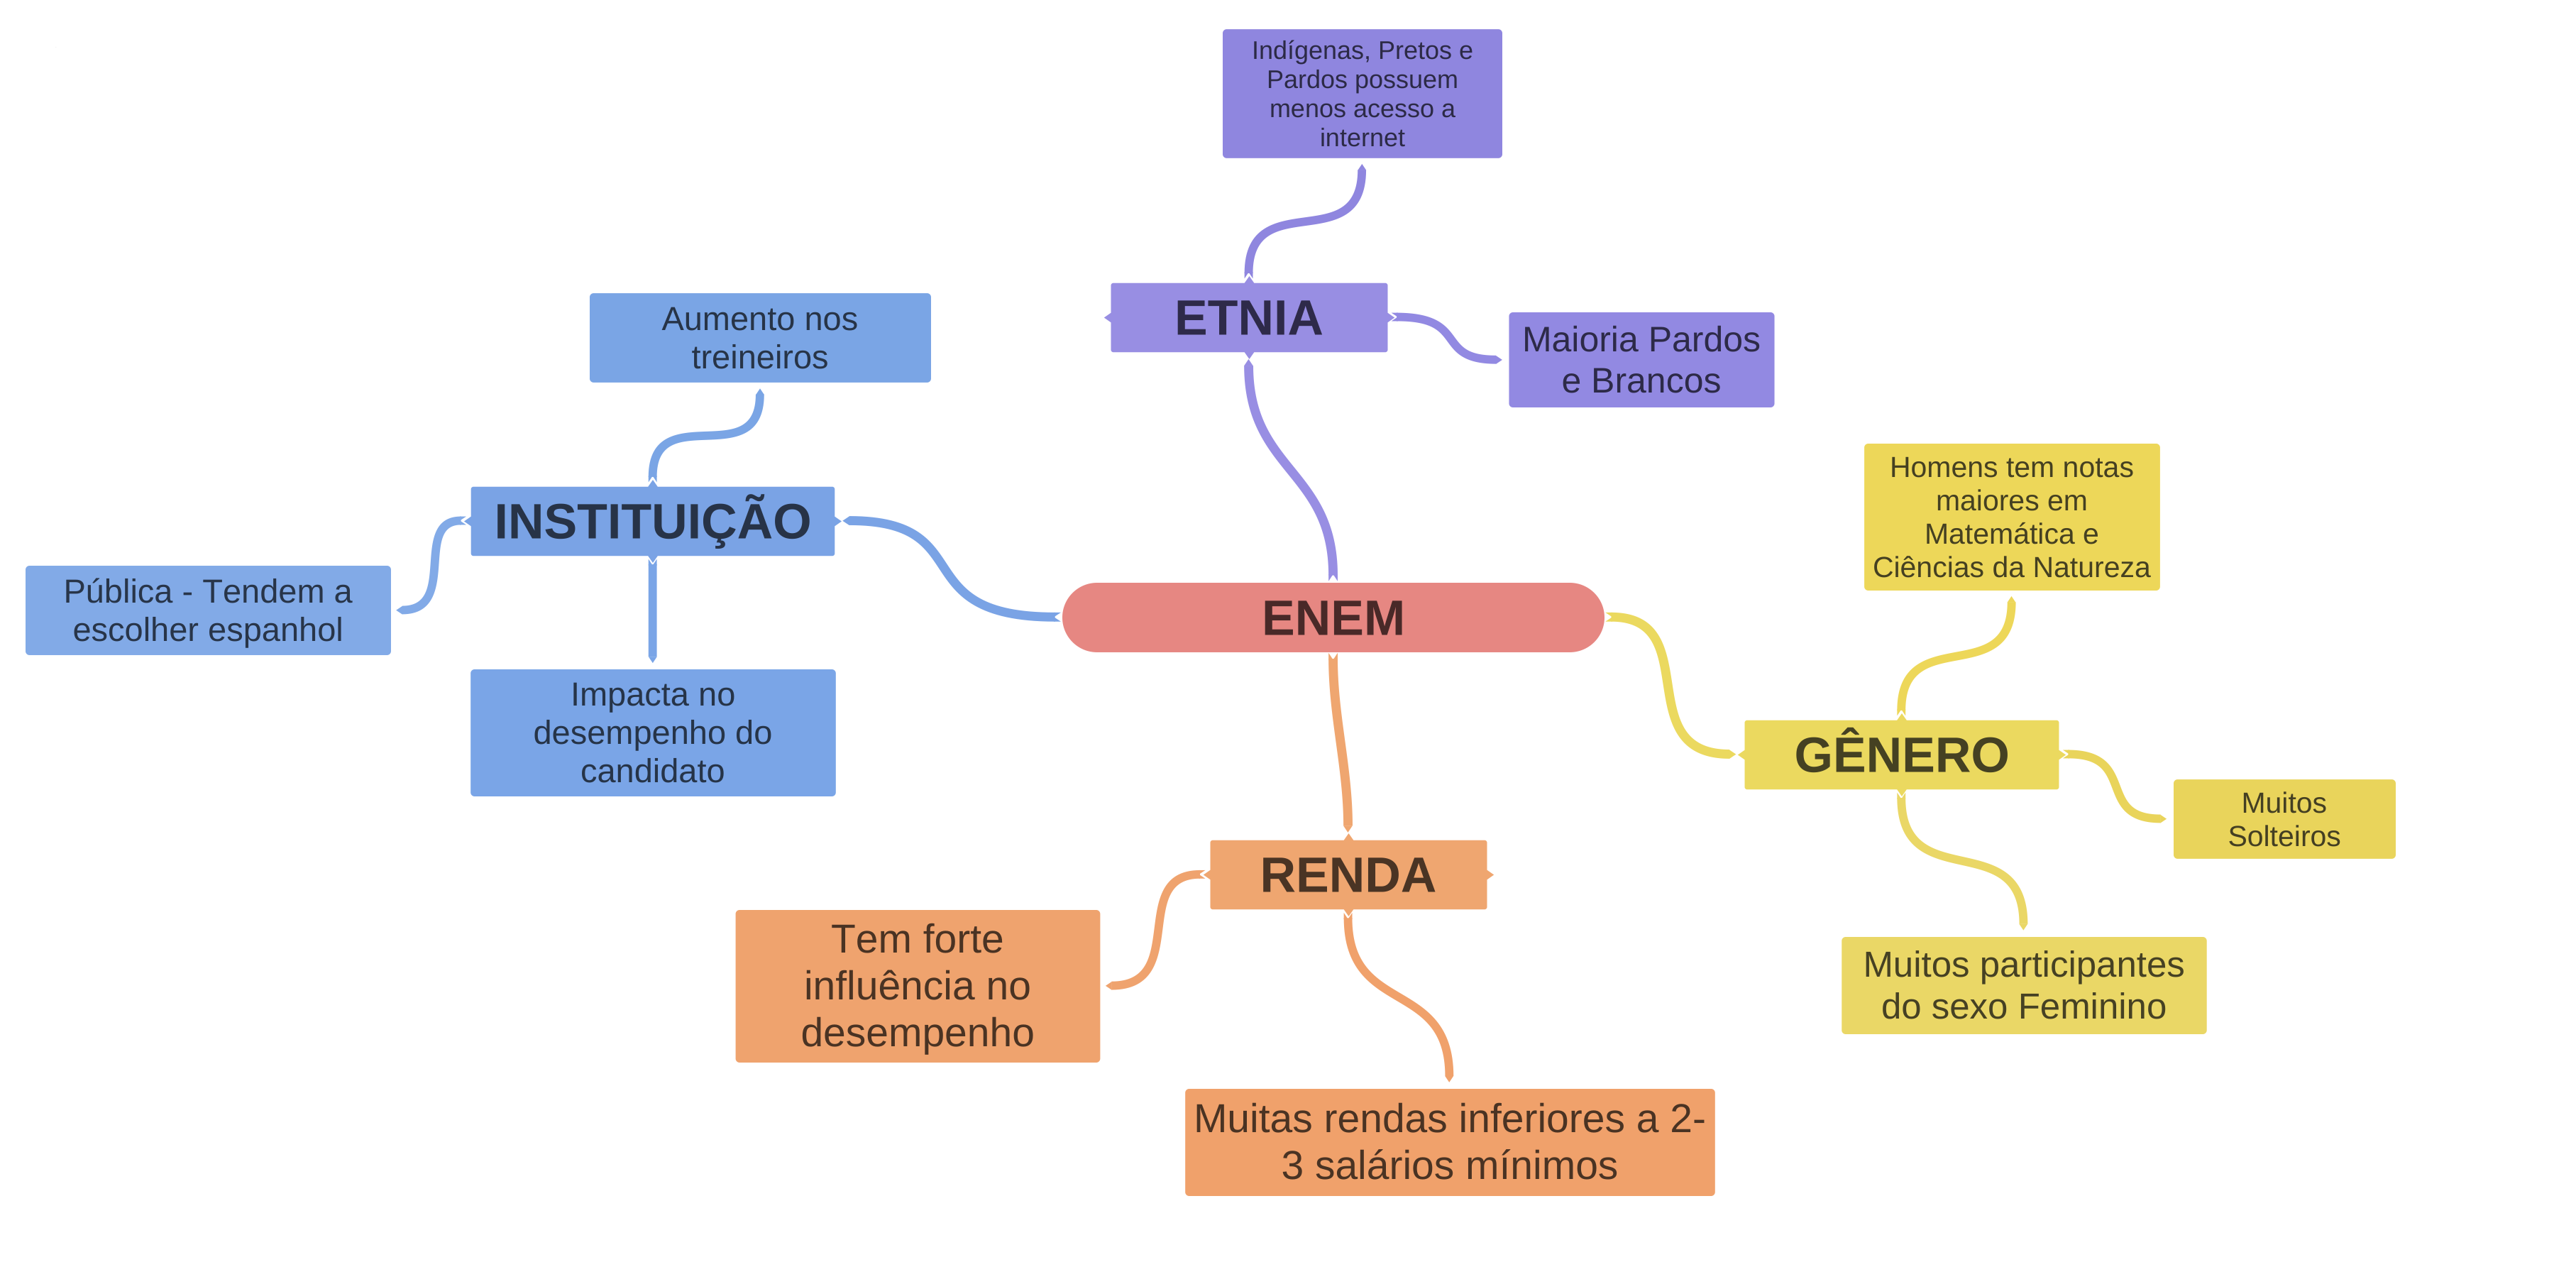 Indígenas, Pretos e
Pardos possuem
menos acesso a
internet
ETNIA
Maioria Pardos
e Brancos
Aumento nos
treineiros
INSTITUIÇÃO
Pública - Tendem a
escolher espanhol
Impacta no
desempenho do
candidato
ENEM
Homens tem notas
maiores em
Matemática e
Ciências da Natureza
GÊNERO
Muitos
Solteiros
Muitos participantes
do sexo Feminino
RENDA
Tem forte
influência no
desempenho
Muitas rendas inferiores a 2-
3 salários mínimos